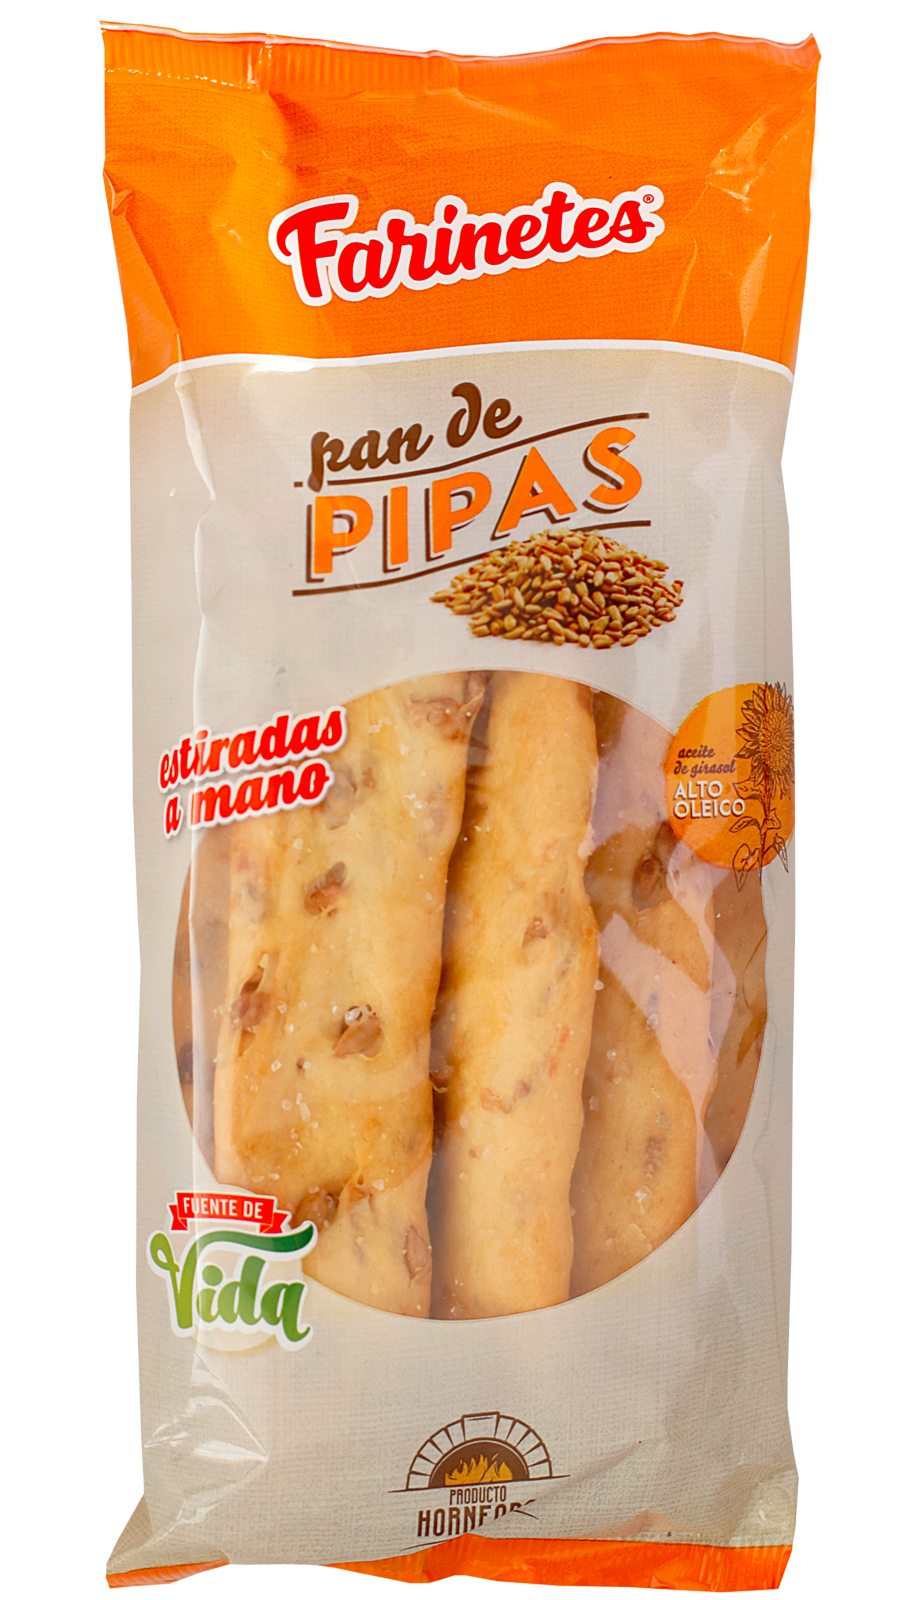 Farinetes®
pan de
PIPAS
estiradas
a mano
aceite
de girasol
ALTO
OLEICO
FUENTE DE
Vida
PRODUCTO